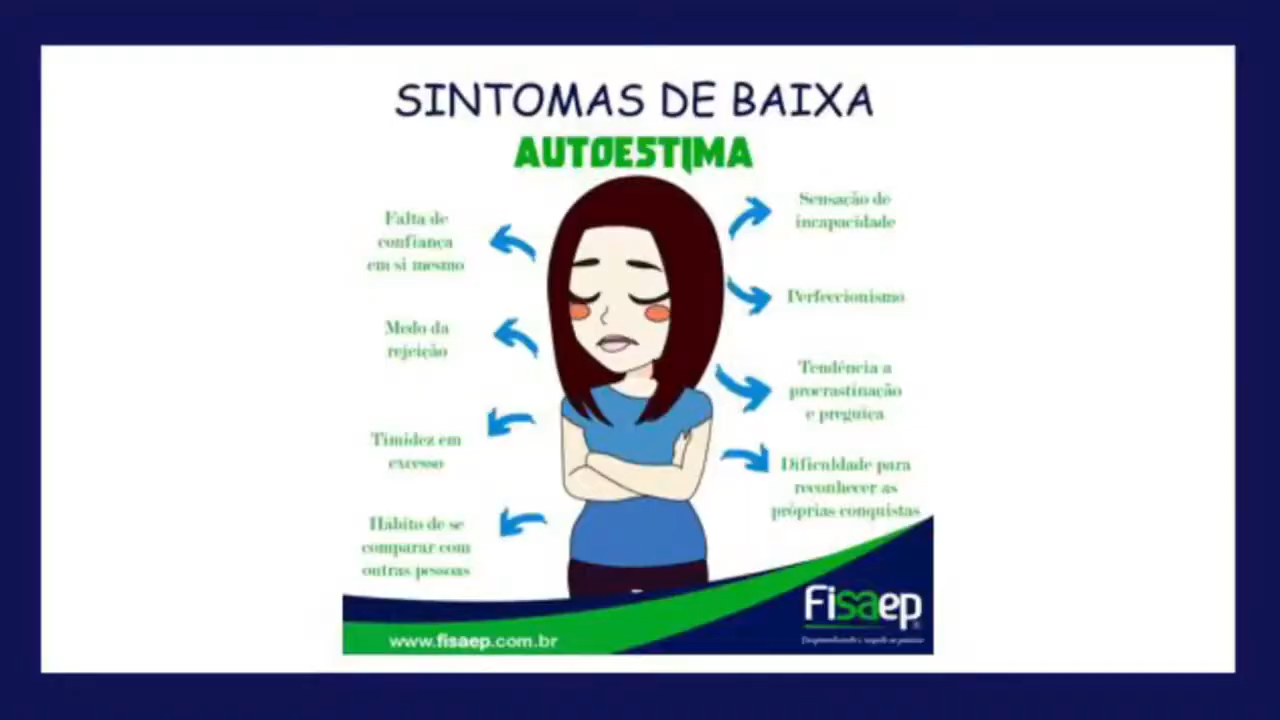 SINTOMAS DE BAIXA
AUTOESTIMA
Falta de
confiança
em si mesmo
Medo da
rejeição
Timidez em
excesso
Hábito de se
comparar com
outras pessoas
Sensação de
incapacidade
Perfeccionismo
Tendência a
procrastinação
e preguiça
Dificuldade para
reconhecer as
próprias conquistas
www.fisaep.com.br
Fisaep